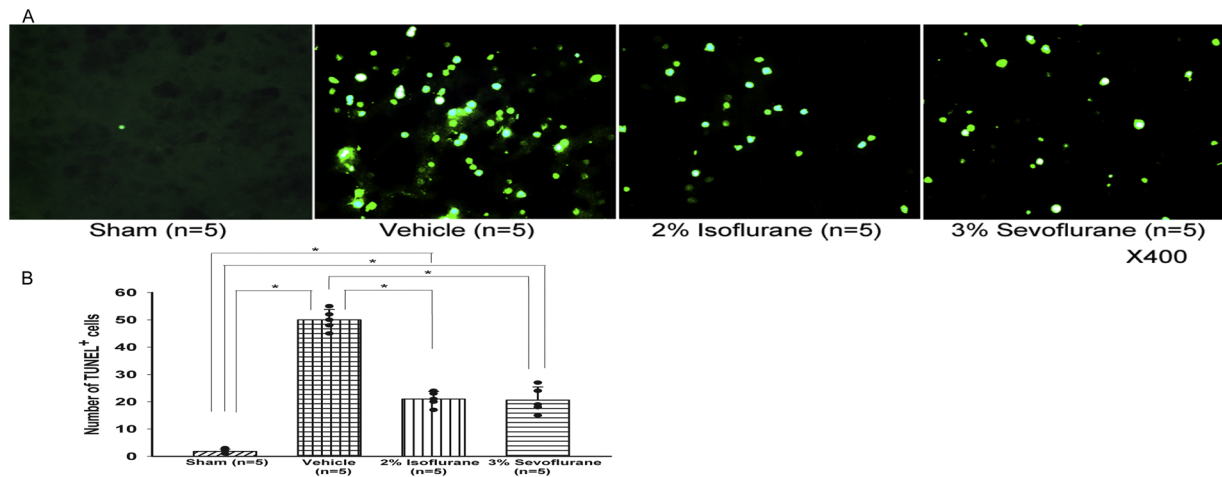 A
Sham (n=5)
Vehicle (n=5)
2% Isoflurane (n=5)
3% Sevoflurane (n=5)
X400
B
*
*
*
*
*
Number of TUNEL+ cells
60
50
40
30
20
10
0
Sham (n=5)
Vehicle
(n=5)
2% Isoflurane
(n=5)
3% Sevoflurane
(n=5)